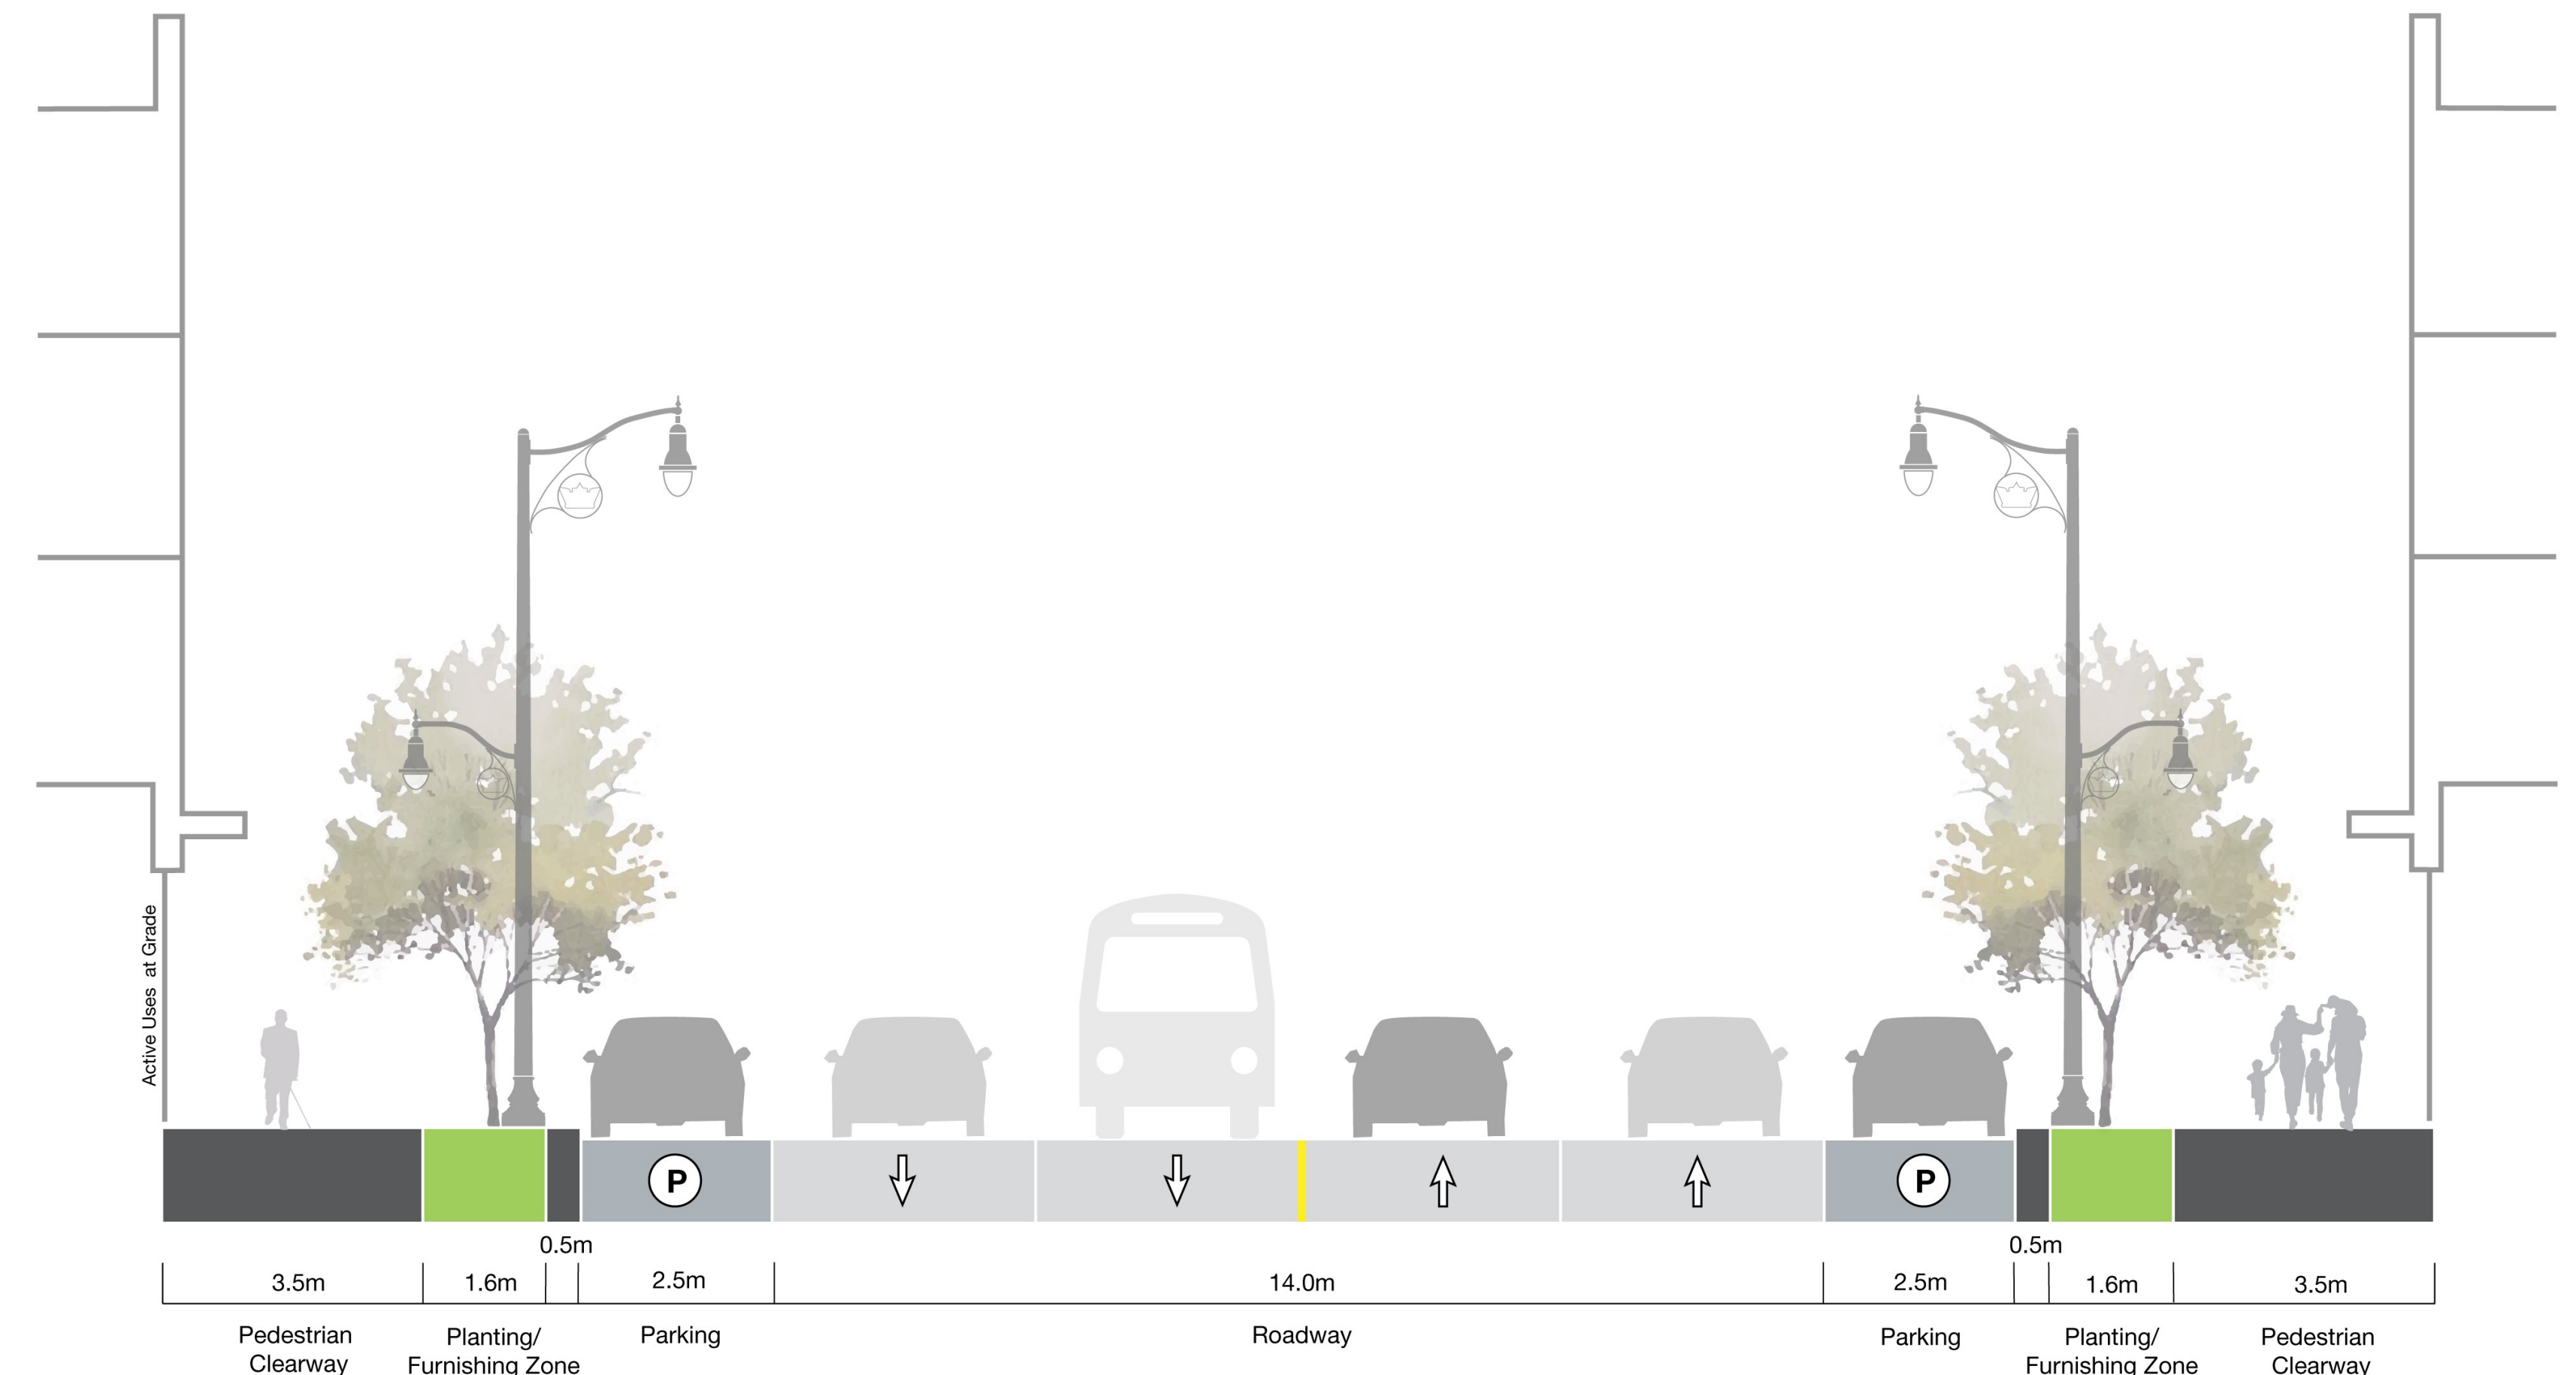 Active Uses at Grade
P
P
0.5m
0.5m
3.5m
1.6m
2.5m
14.0m
2.5m
1.6m
3.5m
Pedestrian
Clearway
Planting/
Furnishing Zone
Parking
Roadway
Parking
Planting/
Furnishing Zone
Pedestrian
Clearway